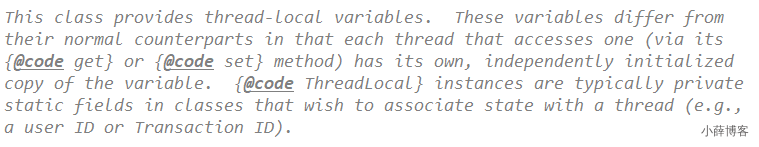 This class provides thread-local variables.  These variables differ from
their normal counterparts in that each thread that accesses one (via its
{@code get} or {@code set} method) has its own, independently initialized
copy of the variable.  {@code ThreadLocal} instances are typically private
static fields in classes that wish to associate state with a thread (e.g.,
a user ID or Transaction ID).
小薛博客